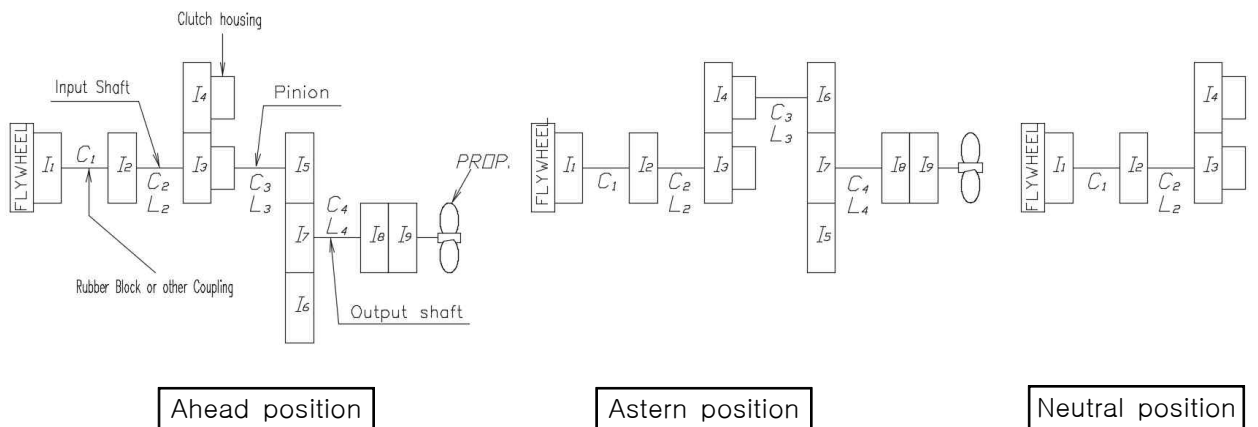 Clutch housing
Input Shaft
Pinion
FLYWHEEL
I1
C1
I2
C2
L2
I4
I3
C3
L3
I5
I7
I6
C4
L4
I8
I9
PROP.
Rubber Block or other Coupling
Output shaft
Ahead position
FLYWHEEL
I1
C1
I2
C2
L2
I4
I3
C3
L3
I6
I7
I5
C4
L4
I8
I9
Astern position
FLYWHEEL
I1
C1
I2
C2
L2
I4
I3
Neutral position